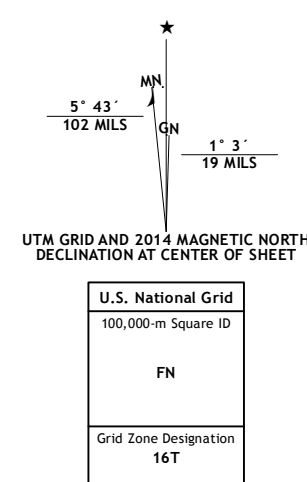 MN.
GN
5° 43´
102 MILS
1° 3´
19 MILS
UTM GRID AND 2014 MAGNETIC NORTH
DECLINATION AT CENTER OF SHEET
U.S. National Grid
100,000-m Square ID
FN
Grid Zone Designation
16T